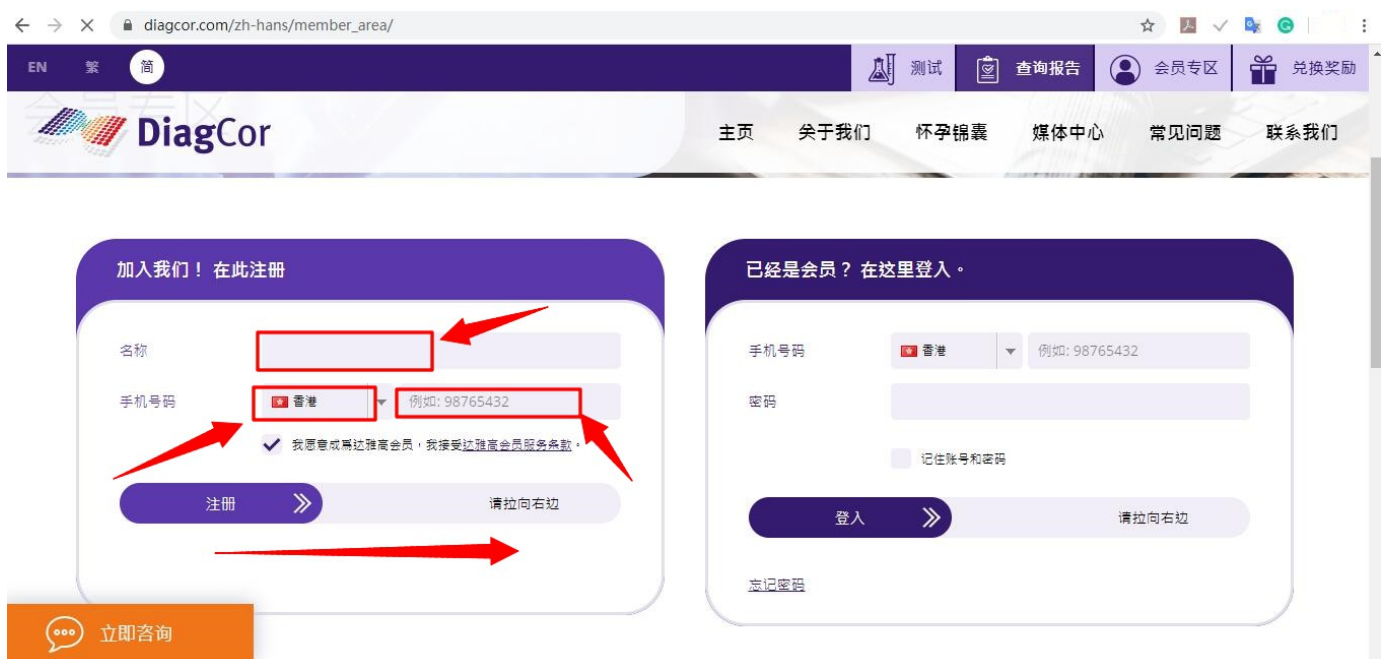 diagcor.com/zh-hans/member_area/
EN 繁 简 测试 查询报告 会员专区 兑换奖励
会员专区
DiagCor 主页 关于我们 怀孕锦囊 媒体中心 常见问题 联系我们
加入我们！ 在此注册
名称
手机号码 香港 例如: 98765432
我愿意成爲达雅高会员，我接受达雅高会员服务条款。
注册 请拉向右边
已经是会员？ 在这里登入。
手机号码 香港 例如: 98765432
密码
记住账号和密码
登入 请拉向右边
忘记密码
立即咨询